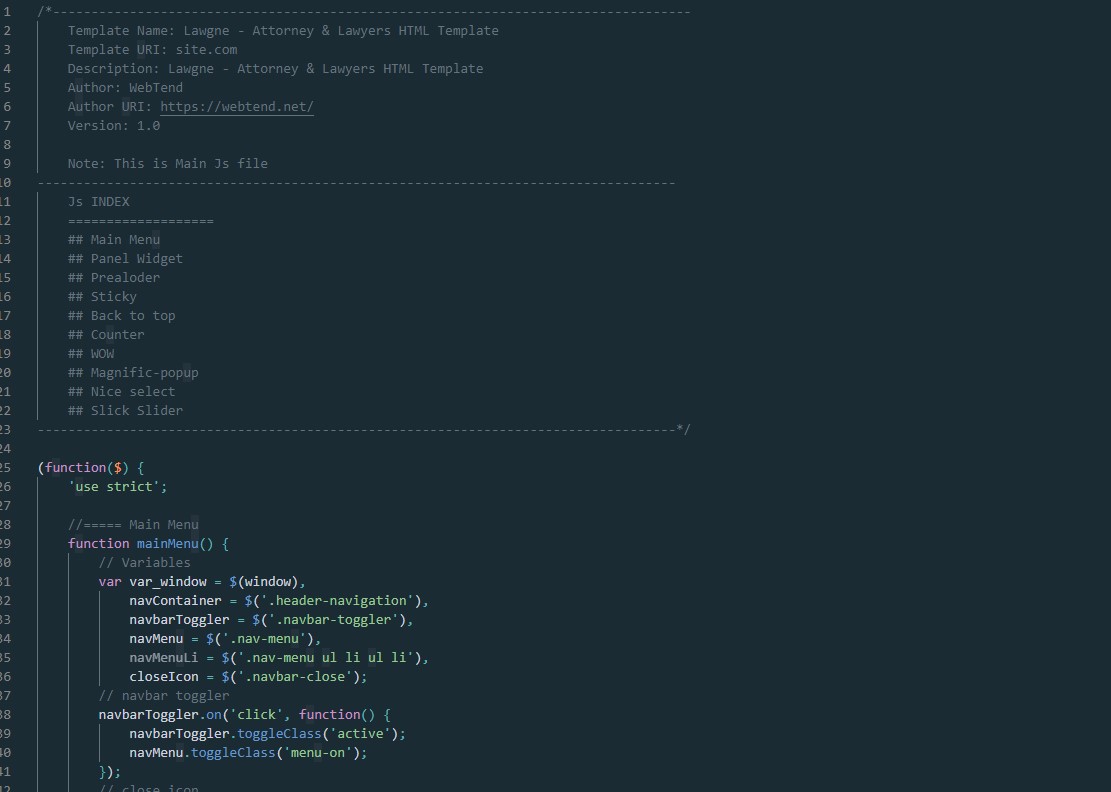 1 /*-----------------------------------------------------------------------------------
2 Template Name: Lawgne - Attorney & Lawyers HTML Template
3 Template URI: site.com
4 Description: Lawgne - Attorney & Lawyers HTML Template
5 Author: WebTend
6 Author URI: https://webtend.net/
7 Version: 1.0
8
9 Note: This is Main Js file
10 -----------------------------------------------------------------------------------
11 Js INDEX
12 ===================
13 ## Main Menu
14 ## Panel Widget
15 ## Prealoder
16 ## Sticky
17 ## Back to top
18 ## Counter
19 ## WOW
20 ## Magnific-popup
21 ## Nice select
22 ## Slick Slider
23 -----------------------------------------------------------------------------------*/
24
25 (function($) {
26 'use strict';
27
28 //===== Main Menu
29 function mainMenu() {
30 // Variables
31 var var_window = $(window),
32 navContainer = $('.header-navigation'),
33 navbarToggler = $('.navbar-toggler'),
34 navMenu = $('.nav-menu'),
35 navMenuLi = $('.nav-menu ul li ul li'),
36 closeIcon = $('.navbar-close');
37 // navbar toggler
38 navbarToggler.on('click', function() {
39 navbarToggler.toggleClass('active');
40 navMenu.toggleClass('menu-on');
41 });
42 // close icon